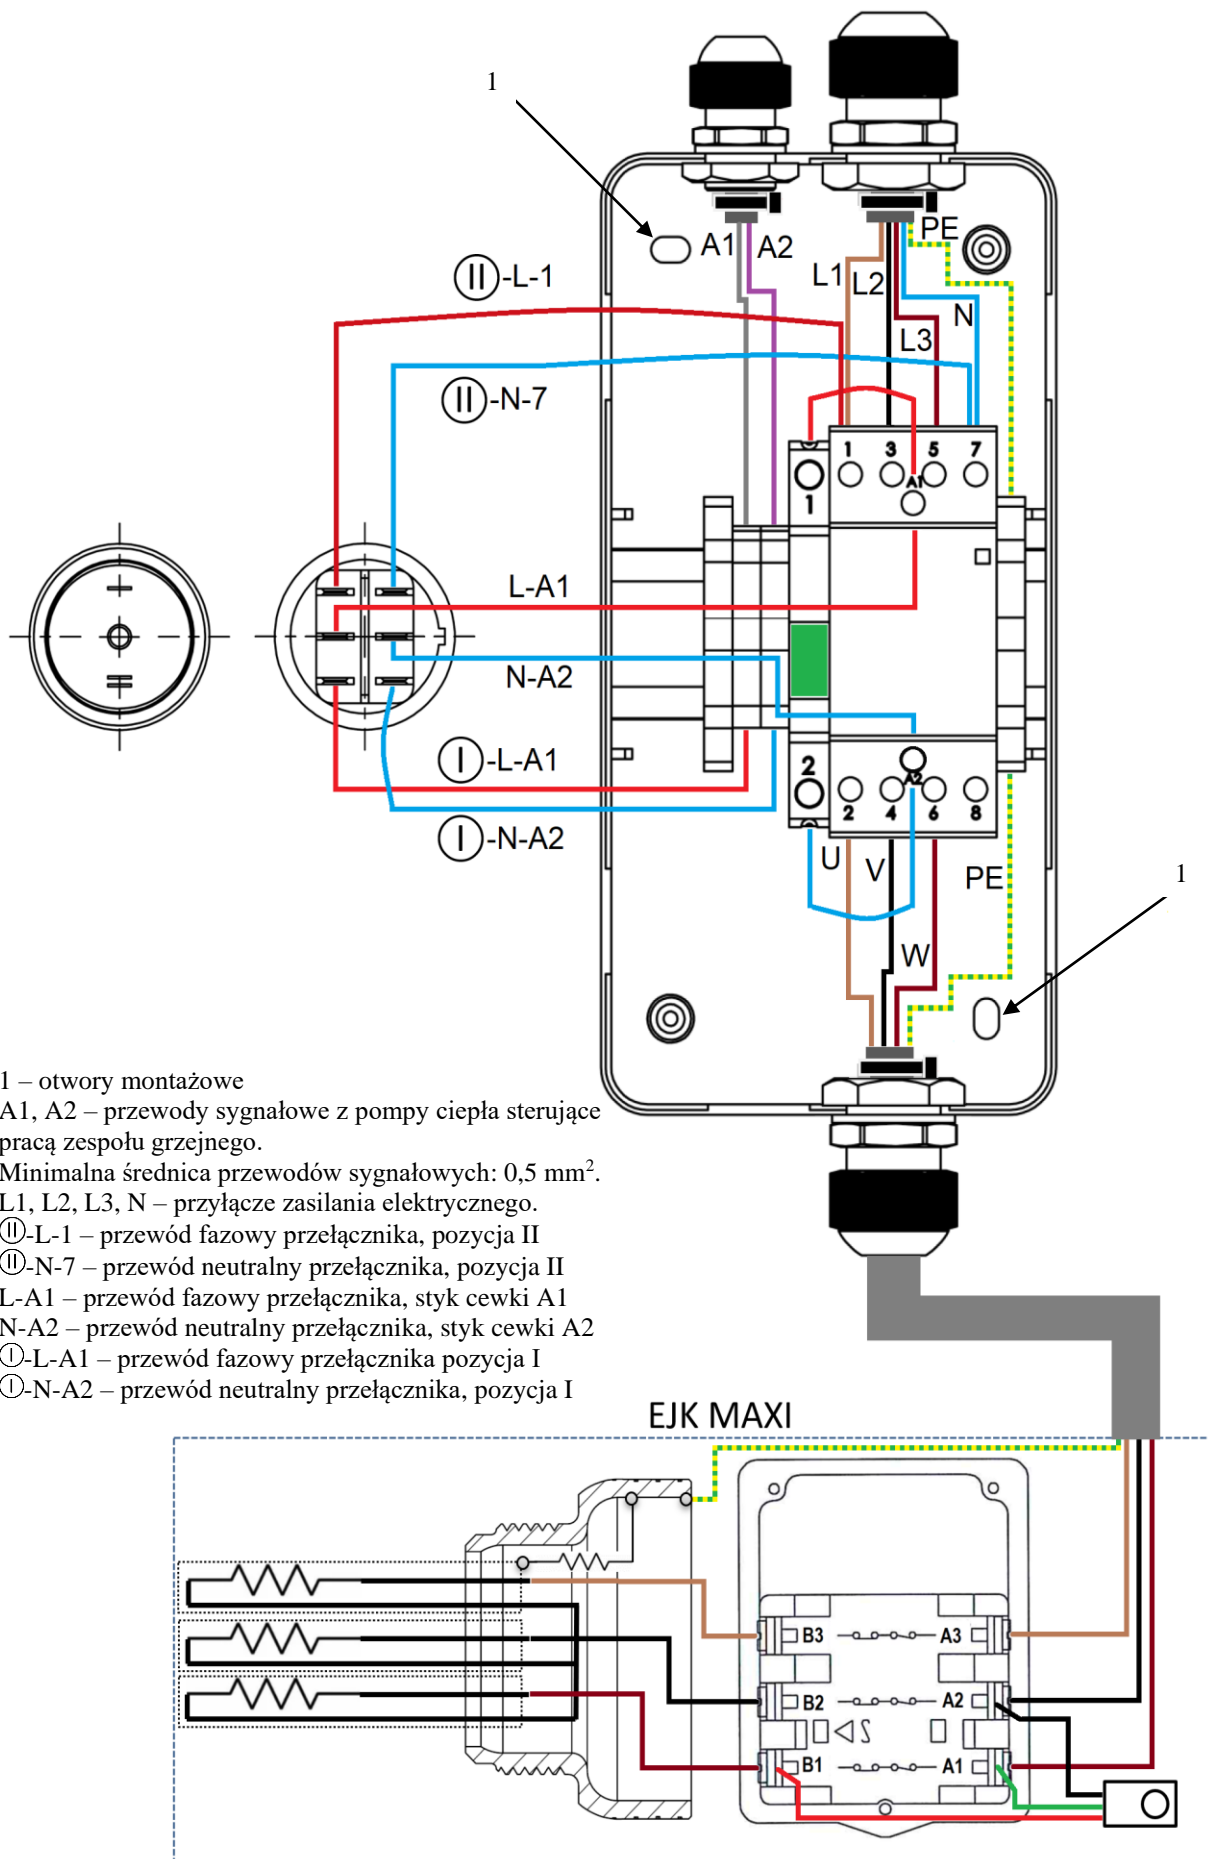 1
A1
A2
PE
Ⓘ Ⓘ-L-1
L1
L2
N
L3
Ⓘ Ⓘ-N-7
1
3
5
7
A1
1
L-A1
N-A2
Ⓘ-L-A1
2
A2
2
4
6
8
Ⓘ-N-A2
U
V
PE
1
W
1 – otwory montażowe
A1, A2 – przewody sygnałowe z pompy ciepła sterujące
pracą zespołu grzejnego.
Minimalna średnica przewodów sygnałowych: 0,5 mm².
L1, L2, L3, N – przyłącze zasilania elektrycznego.
Ⓘ Ⓘ-L-1 – przewód fazowy przełącznika, pozycja II
Ⓘ Ⓘ-N-7 – przewód neutralny przełącznika, pozycja II
L-A1 – przewód fazowy przełącznika, styk cewki A1
N-A2 – przewód neutralny przełącznika, styk cewki A2
Ⓘ-L-A1 – przewód fazowy przełącznika pozycja I
Ⓘ-N-A2 – przewód neutralny przełącznika, pozycja I
EJK MAXI
B3
A3
B2
A2
S
B1
A1